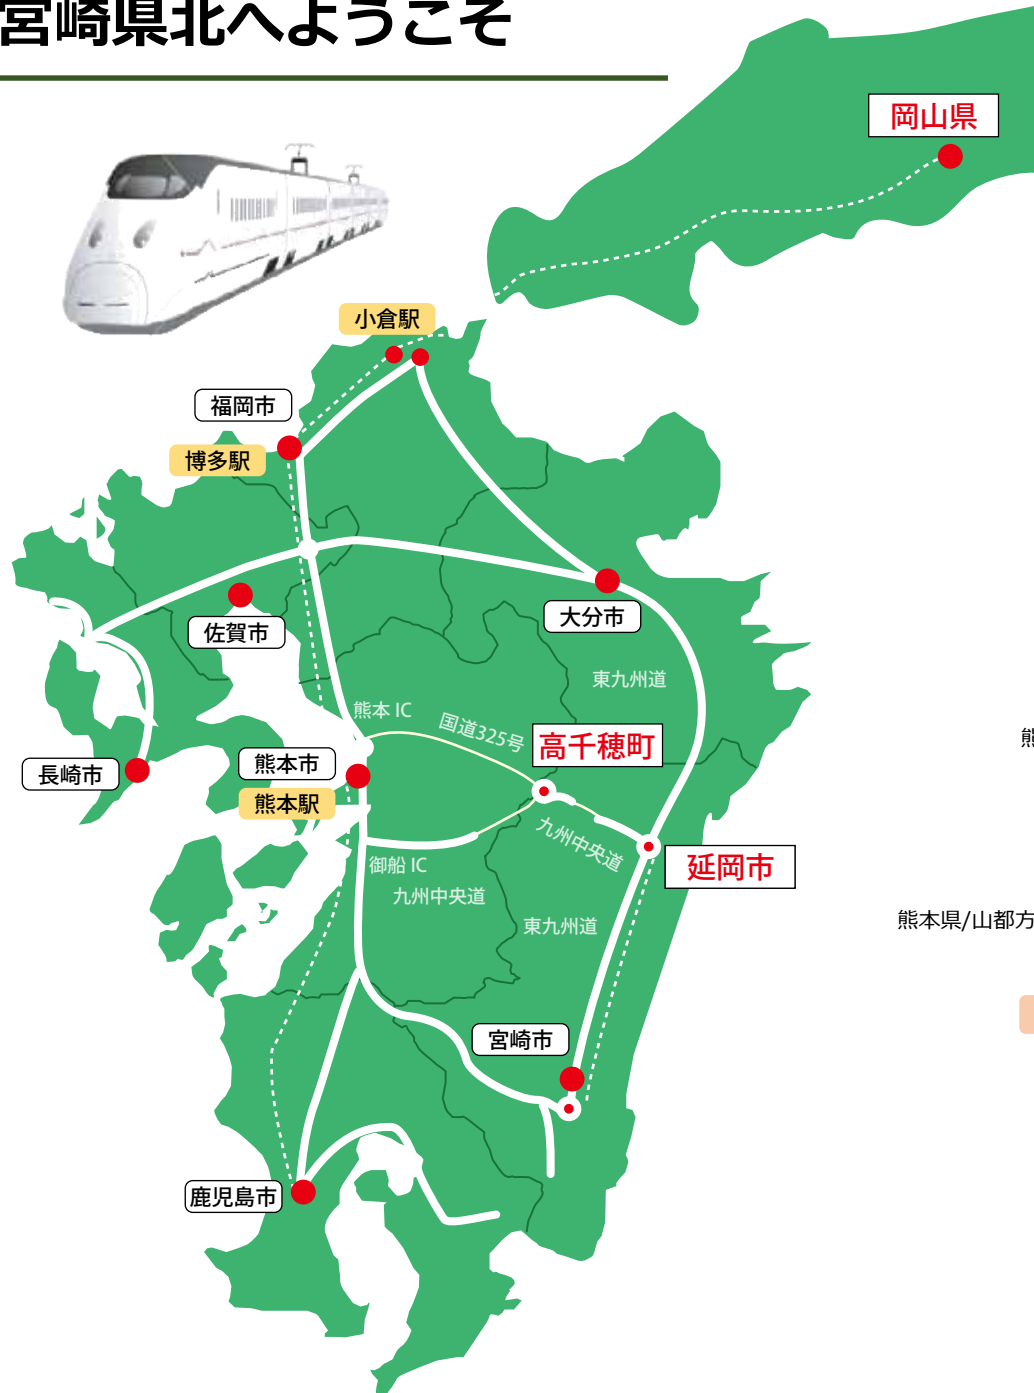 宮崎県北へようこそ
岡山県
小倉駅
福岡市
博多駅
佐賀市
大分市
東九州道
熊本 IC
国道325号
高千穂町
熊本市
熊本駅
長崎市
九州中央道
延岡市
御船 IC
九州中央道
東九州道
熊本県/山都方
宮崎市
鹿児島市